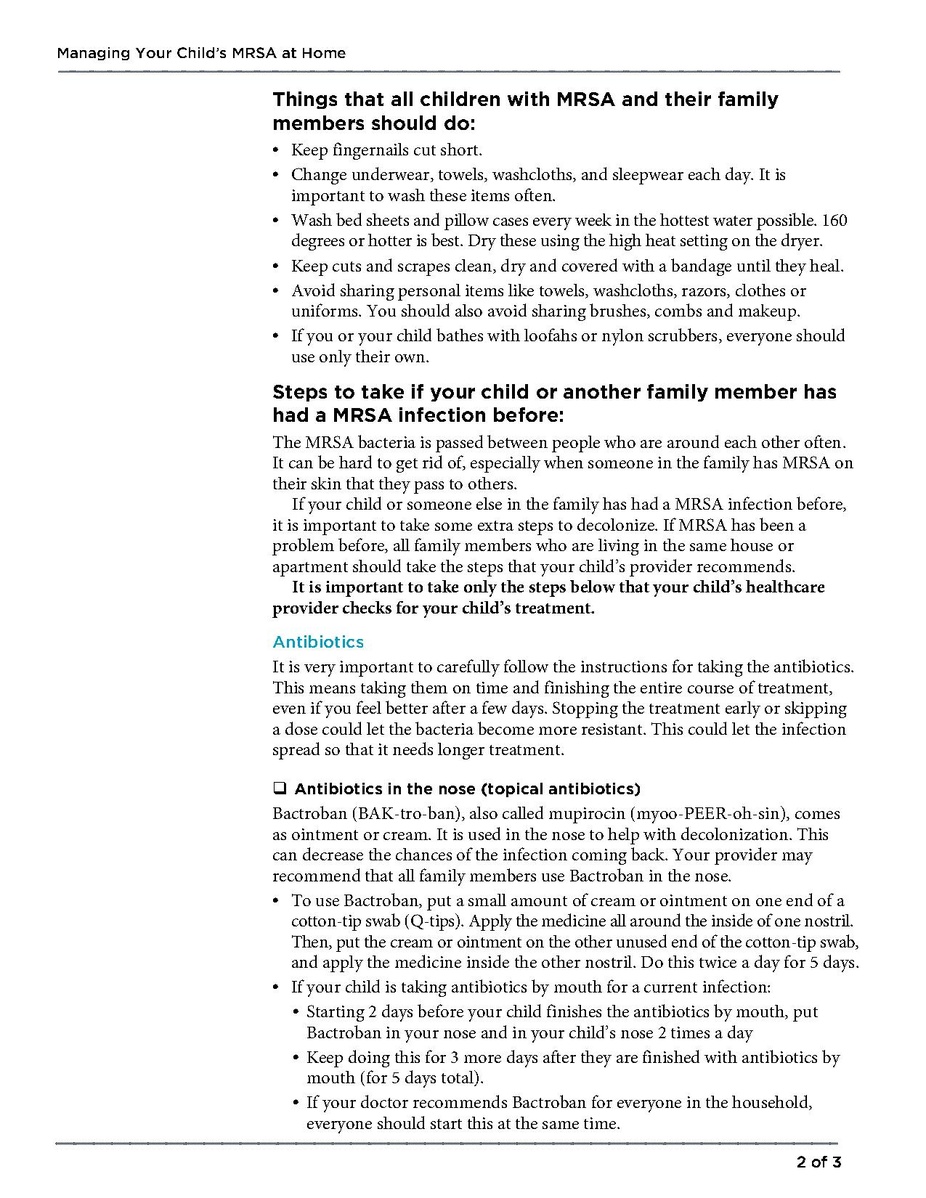 Managing Your Child's MRSA at Home
Things that all children with MRSA and their family
members should do:
• Keep fingernails cut short.
• Change underwear, towels, washcloths, and sleepwear each day. It is
important to wash these items often.
• Wash bed sheets and pillow cases every week in the hottest water possible. 160
degrees or hotter is best. Dry these using the high heat setting on the dryer.
• Keep cuts and scrapes clean, dry and covered with a bandage until they heal.
• Avoid sharing personal items like towels, washcloths, razors, clothes or
uniforms. You should also avoid sharing brushes, combs and makeup.
• If you or your child bathes with loofahs or nylon scrubbers, everyone should
use only their own.
Steps to take if your child or another family member has
had a MRSA infection before:
The MRSA bacteria is passed between people who are around each other often.
It can be hard to get rid of, especially when someone in the family has MRSA on
their skin that they pass to others.
If your child or someone else in the family has had a MRSA infection before,
it is important to take some extra steps to decolonize. If MRSA has been a
problem before, all family members who are living in the same house or
apartment should take the steps that your child's provider recommends.
It is important to take only the steps below that your child's healthcare
provider checks for your child's treatment.
Antibiotics
It is very important to carefully follow the instructions for taking the antibiotics.
This means taking them on time and finishing the entire course of treatment,
even if you feel better after a few days. Stopping the treatment early or skipping
a dose could let the bacteria become more resistant. This could let the infection
spread so that it needs longer treatment.
❑ Antibiotics in the nose (topical antibiotics)
Bactroban (BAK-tro-ban), also called mupirocin (myoo-PEER-oh-sin), comes
as ointment or cream. It is used in the nose to help with decolonization. This
can decrease the chances of the infection coming back. Your provider may
recommend that all family members use Bactroban in the nose.
• To use Bactroban, put a small amount of cream or ointment on one end of a
cotton-tip swab (Q-tips). Apply the medicine all around the inside of one nostril.
Then, put the cream or ointment on the other unused end of the cotton-tip swab,
and apply the medicine inside the other nostril. Do this twice a day for 5 days.
• If your child is taking antibiotics by mouth for a current infection:
• Starting 2 days before your child finishes the antibiotics by mouth, put
Bactroban in your nose and in your child's nose 2 times a day
• Keep doing this for 3 more days after they are finished with antibiotics by
mouth (for 5 days total).
• If your doctor recommends Bactroban for everyone in the household,
everyone should start this at the same time.
2 of 3